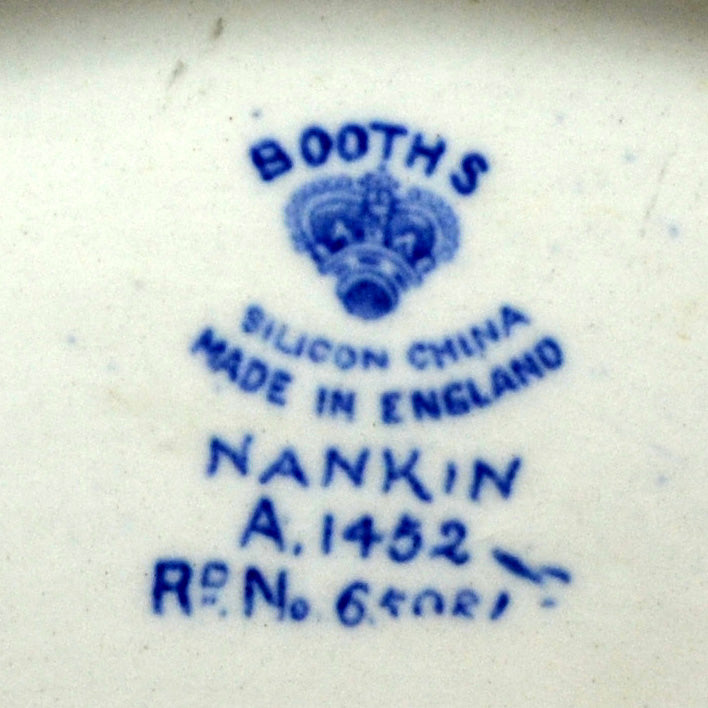 BOOTHS
SILICON CHINA
MADE IN ENGLAND
NANKIN
A. 1452
RD. No